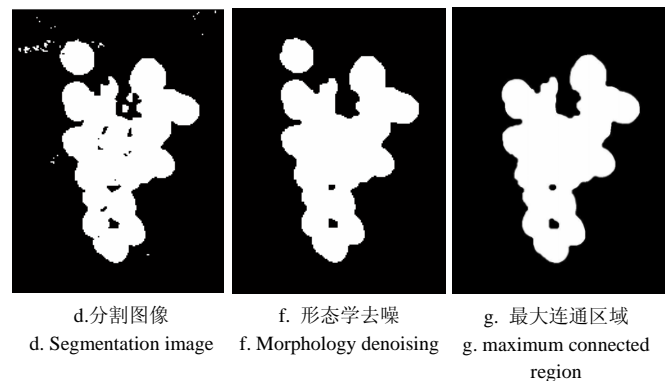 d.分割图像
d. Segmentation image
f. 形态学去噪
f. Morphology denoising
g. 最大连通区域
g. maximum connected
region